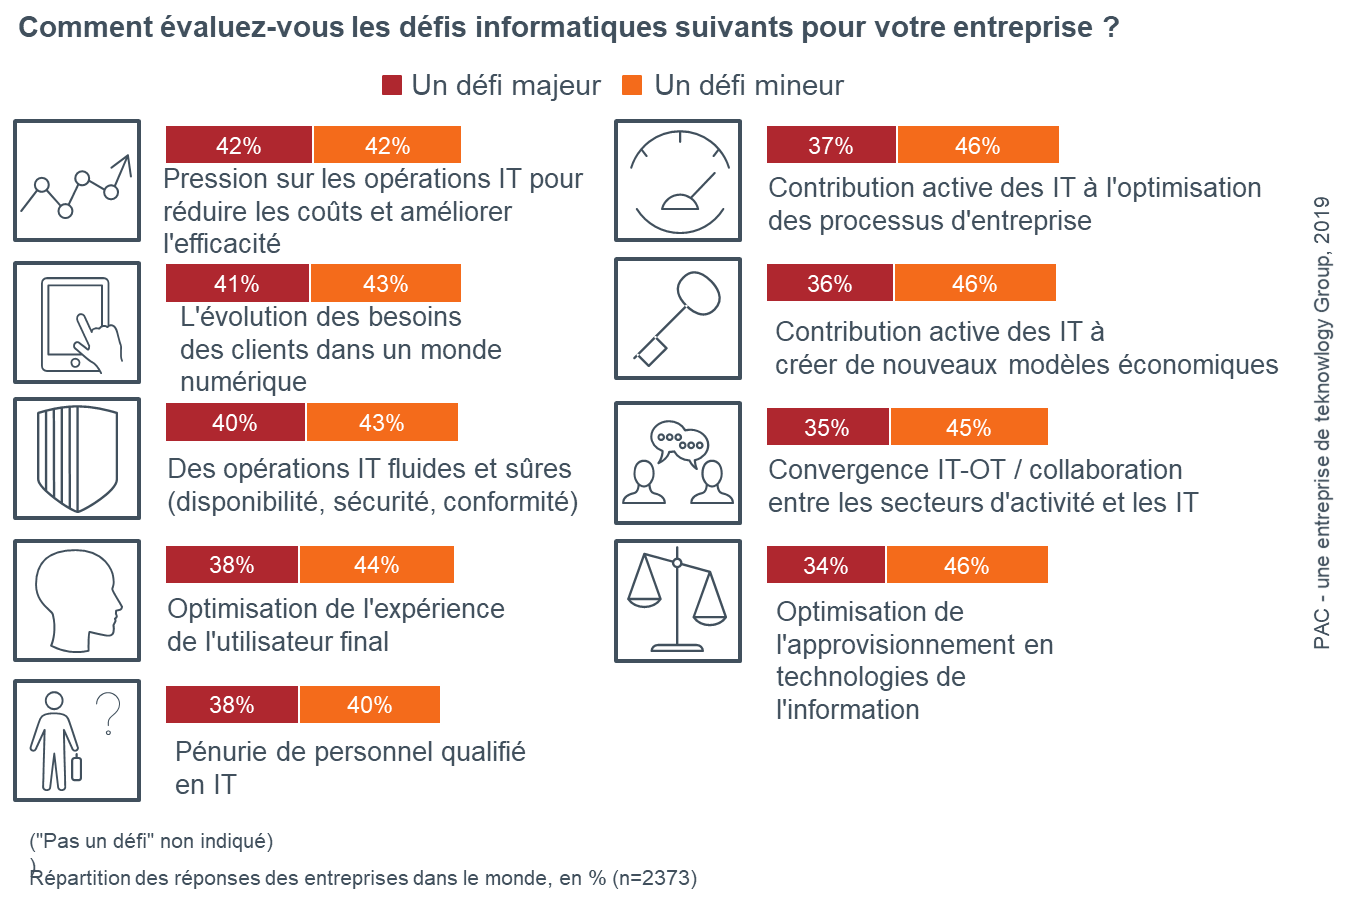 Comment évaluez-vous les défis informatiques suivants pour votre entreprise ?
Un défi majeur
Un défi mineur
42%
42%
Pression sur les opérations IT pour
réduire les coûts et améliorer
l'efficacité
41%
43%
L'évolution des besoins
des clients dans un monde
numérique
40%
43%
Des opérations IT fluides et sûres
(disponibilité, sécurité, conformité)
38%
44%
Optimisation de l'expérience
de l'utilisateur final
38%
40%
Pénurie de personnel qualifié
en IT
37%
46%
Contribution active des IT à l'optimisation
des processus d'entreprise
36%
46%
Contribution active des IT à
créer de nouveaux modèles économiques
35%
45%
Convergence IT-OT / collaboration
entre les secteurs d'activité et les IT
34%
46%
Optimisation de
l'approvisionnement en
technologies de
l'information
PAC - une entreprise de teknowlogy Group, 2019
("Pas un défi" non indiqué)
)
Répartition des réponses des entreprises dans le monde, en % (n=2373)